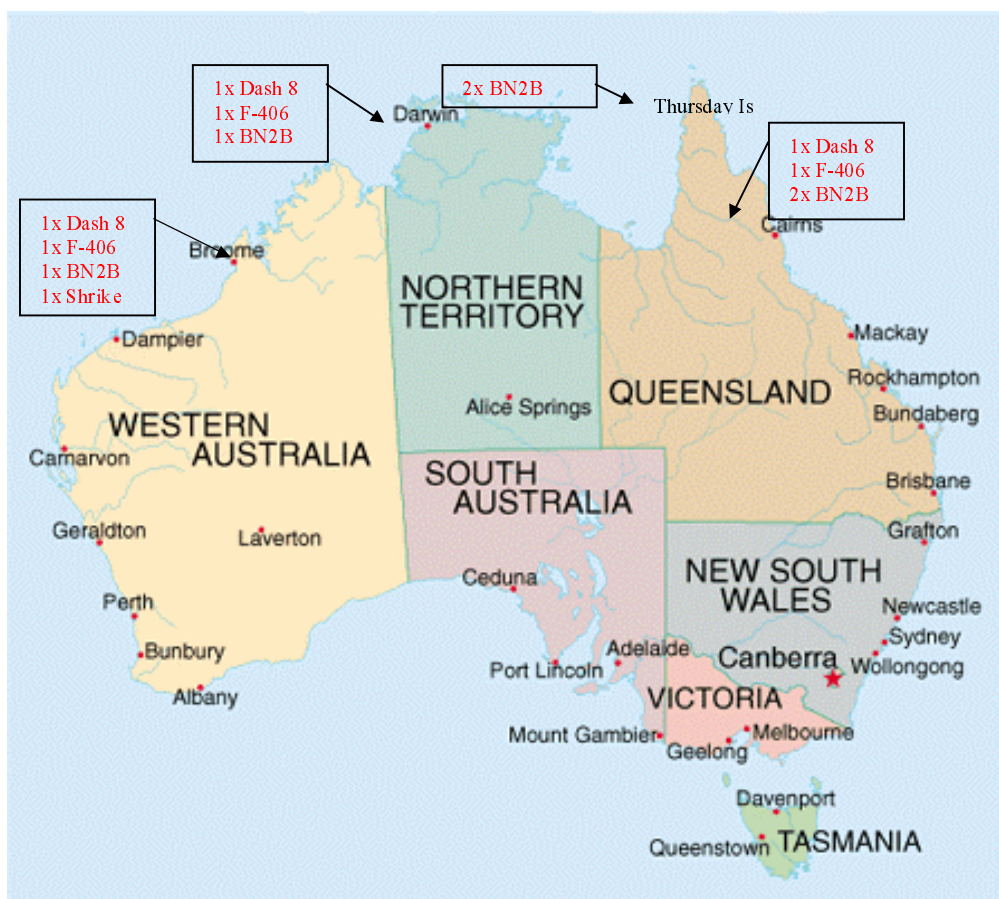 1x Dash 8
1x F-406
1x BN2B
2x BN2B
Thursday Is
Darwin
1x Dash 8
1x F-406
2x BN2B
Cairns
1x Dash 8
1x F-406
1x BN2B
1x Shrike
Broome
NORTHERN
TERRITORY
Dampier
Mackay
Rockhampton
QUEENSLAND
Alice Springs
Bundaberg
WESTERN
AUSTRALIA
Carnarvon
SOUTH
AUSTRALIA
Brisbane
Geraldton
Laverton
Grafton
Ceduna
NEW SOUTH
WALES
Perth
Newcastle
Sydney
Bunbury
Adelaide
Canberra
Wollongong
Port Lincoln
Albany
VICTORIA
Mount Gambier
Melbourne
Geelong
Davenport
Queenstown
TASMANIA